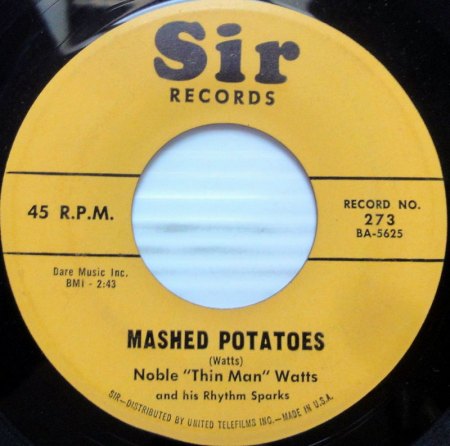 Sir
RECORDS
45 R.P.M.
RECORD NO.
273
BA-5625
Dare Music Inc.
BMI - 2:43
MASHED POTATOES
(Watts)
Noble "Thin Man" Watts
and his Rhythm Sparks
SIR-DISTRIBUTED BY UNITED TELEFILMS INC.-MADE IN U.S.A.